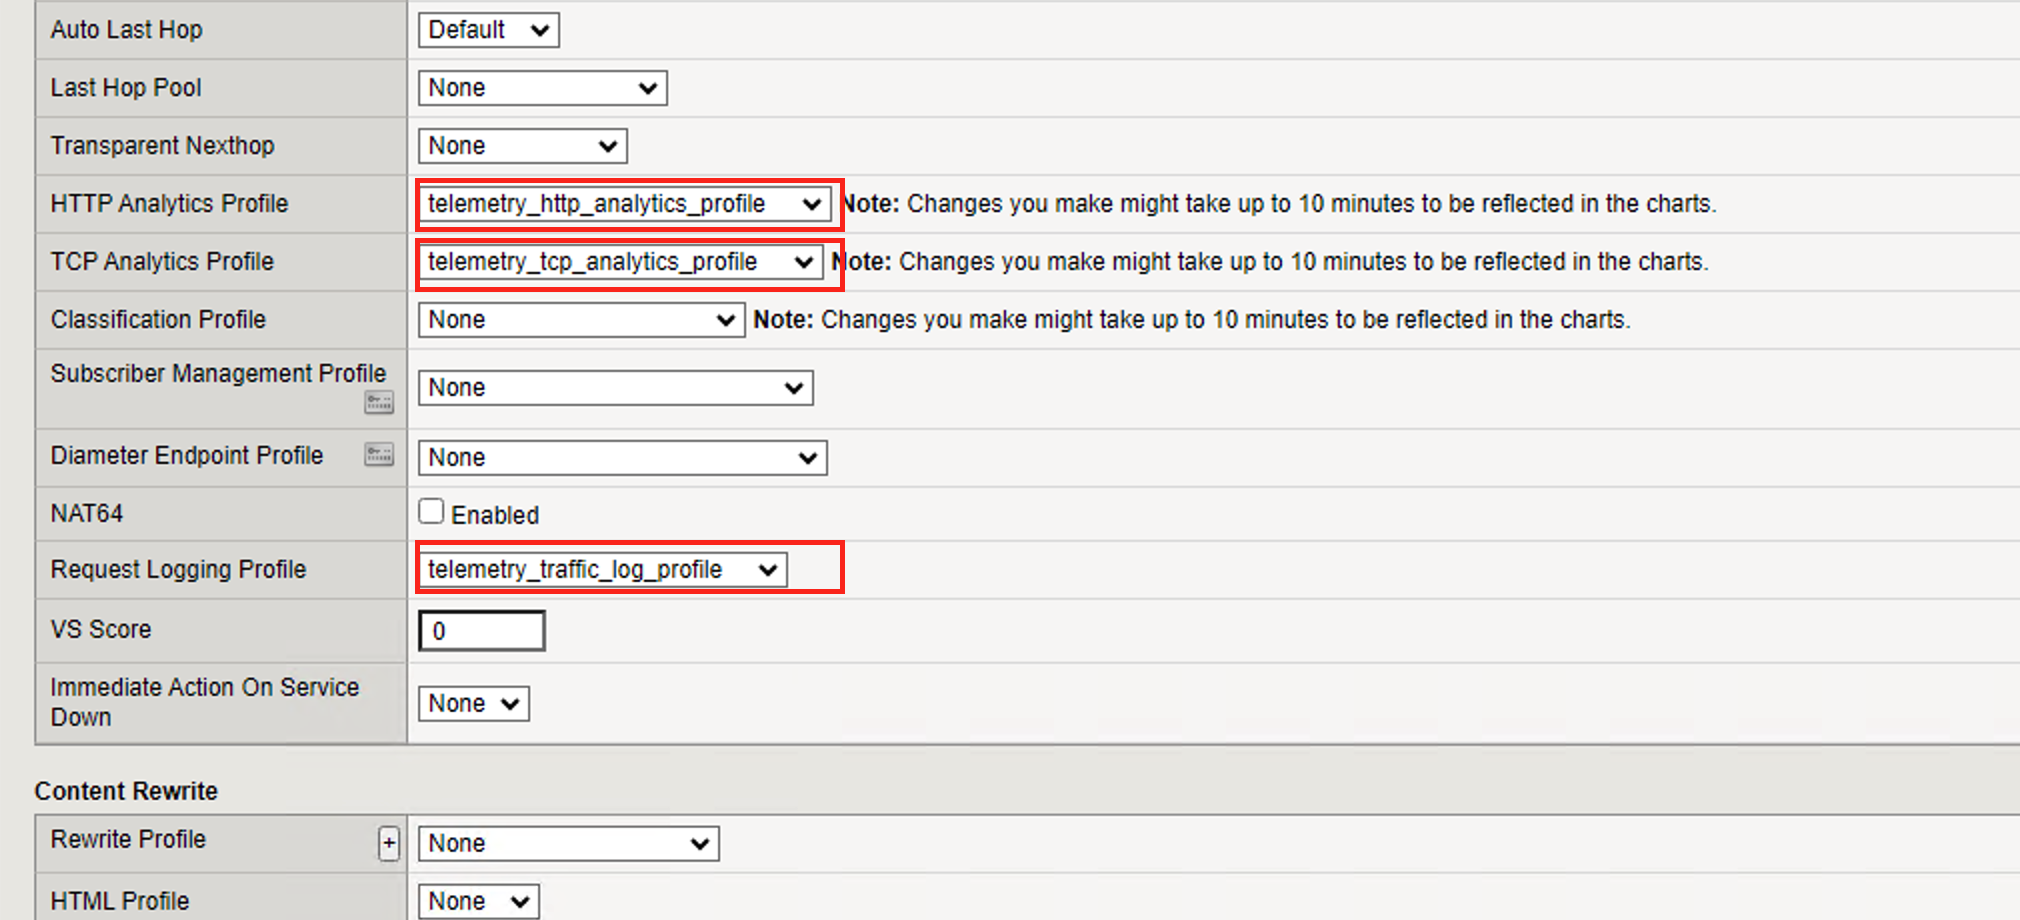 Auto Last Hop Default
Last Hop Pool None
Transparent Nexthop None
HTTP Analytics Profile telemetry_http_analytics_profile Note: Changes you make might take up to 10 minutes to be reflected in the charts.
TCP Analytics Profile telemetry_tcp_analytics_profile Note: Changes you make might take up to 10 minutes to be reflected in the charts.
Classification Profile None Note: Changes you make might take up to 10 minutes to be reflected in the charts.
Subscriber Management Profile None
Diameter Endpoint Profile None
NAT64 Enabled
Request Logging Profile telemetry_traffic_log_profile
VS Score 0
Immediate Action On Service
Down None
Content Rewrite
Rewrite Profile + None
HTML Profile None